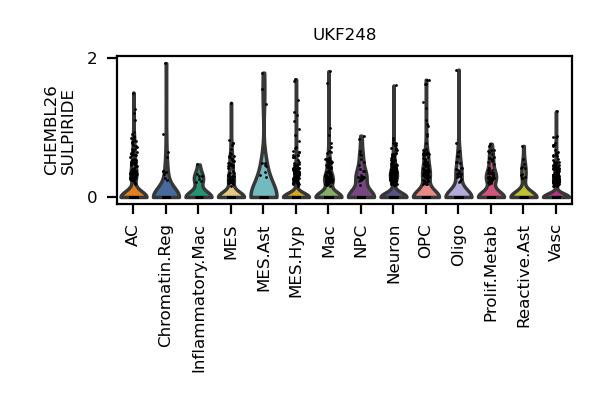 UKF248
CHEMBL26
SULPIRIDE
2
0
AC
Chromatin.Reg
Inflammatory.Mac
MES
MES.Ast
MES.Hyp
Mac
NPC
Neuron
OPC
Oligo
Prolif.Metab
Reactive.Ast
Vasc